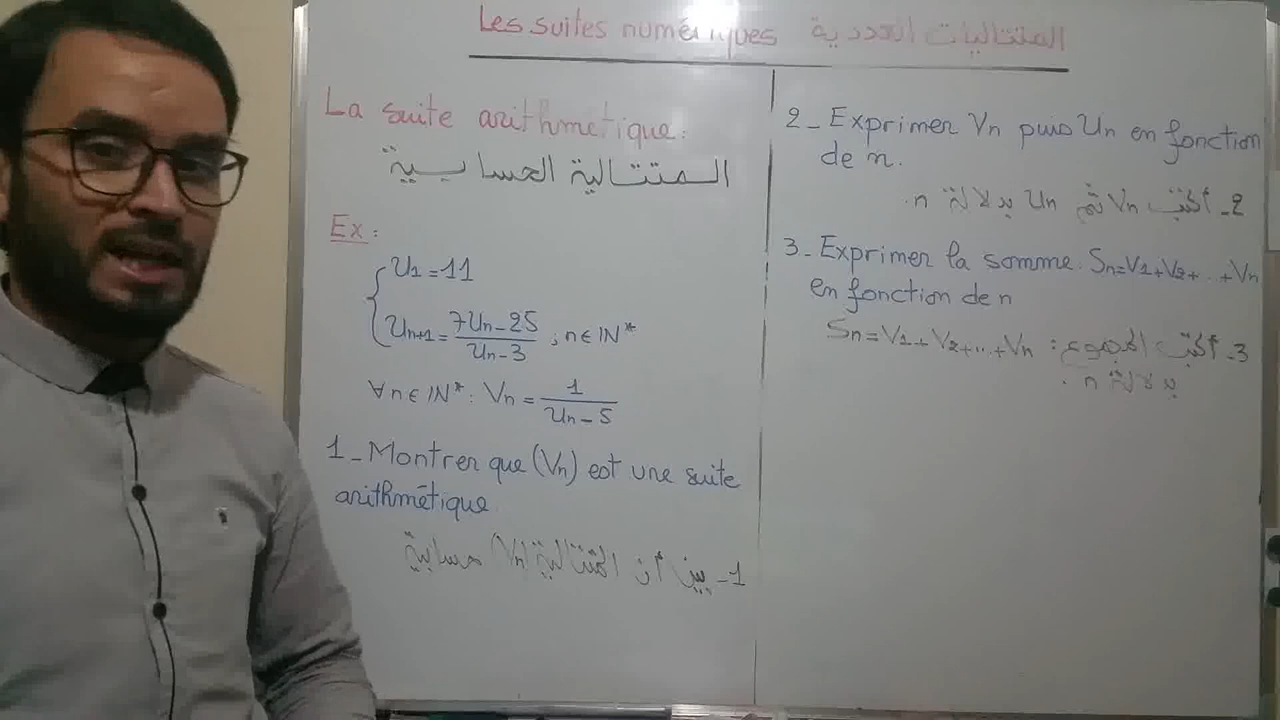 Les suites numériques المتتاليات العددية
La suite arithmétique:
المتتالية الحسابية
Ex:
U1 = 11
Un+1 = 7Un - 25 / Un - 3 ; n ∈ IN*
∀n ∈ IN*: Vn = 1 / Un - 5
1 - Montrer que (Vn) est une suite
arithmétique
1 - بين أن المتتالية (Vn) حسابية
2 - Exprimer Vn puis Un en fonction
de n.
2 - أكتب Vn ثم Un بدلالة n.
3 - Exprimer la somme. Sn = V1 + V2 + ... + Vn
en fonction de n
3 - أكتب المجموع: Sn = V1 + V2 + ... + Vn
بدلالة n.